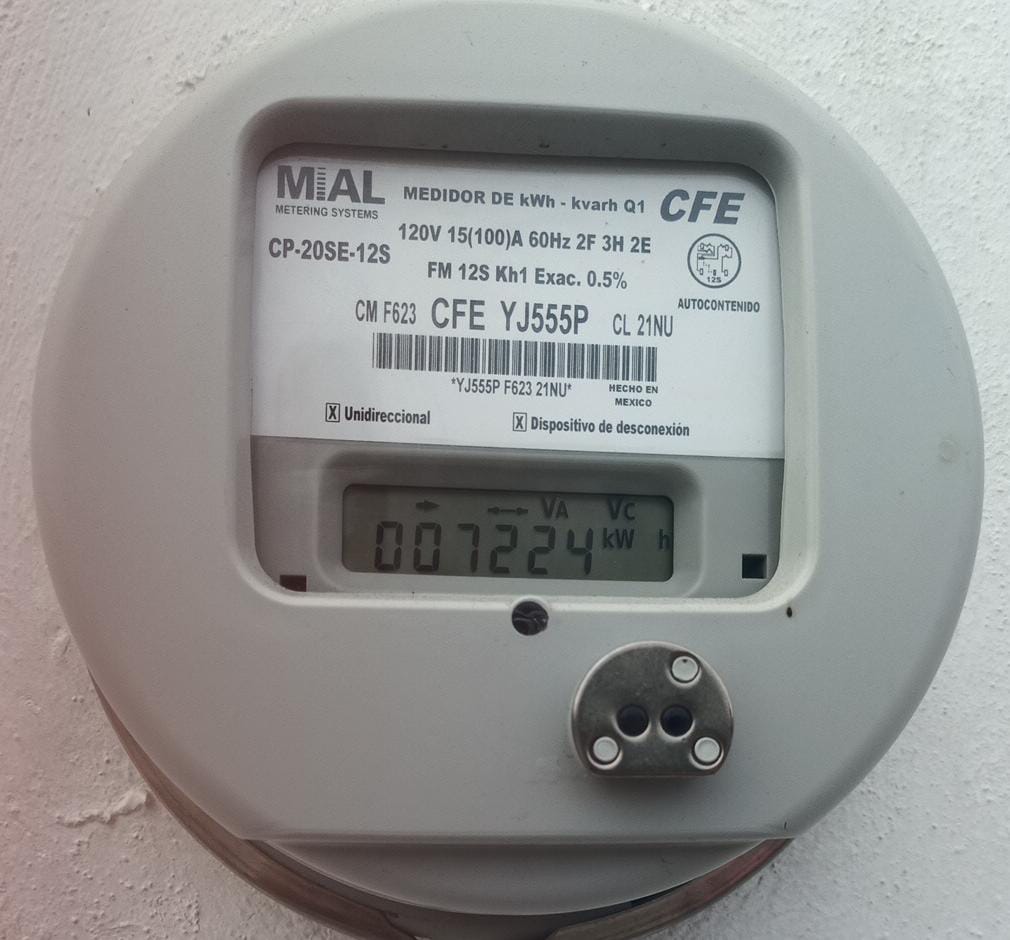 MIAL
METERING SYSTEMS
MEDIDOR DE kWh - kvarh Q1
CFE
CP-20SE-12S
120V 15(100)A 60Hz 2F 3H 2E
FM 12S Kh1 Exac. 0.5%
12S
AUTOCONTENIDO
CM F623 CFE YJ555P CL 21NU
*YJ555P F623 21NU*
HECHO EN
MEXICO
X Unidireccional
X Dispositivo de desconexión
VA VC
007224 kW h